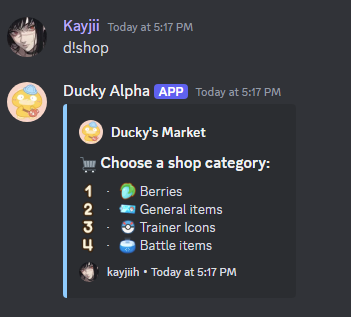 Kayjii Today at 5:17 PM
d!shop
Ducky Alpha APP Today at 5:17 PM
Ducky's Market
Choose a shop category:
1 · Berries
2 · General items
3 · Trainer Icons
4 · Battle items
kayjiih • Today at 5:17 PM